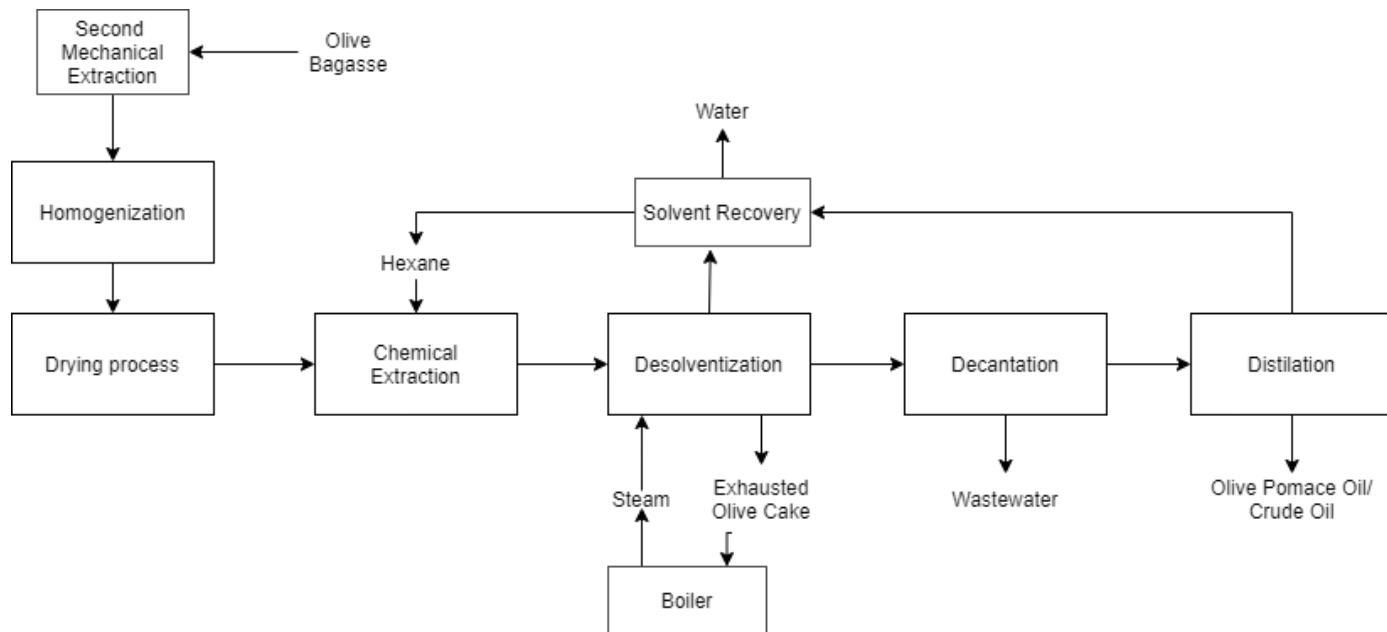 Second
Mechanical
Extraction
Olive
Bagasse
Water
Homogenization
Solvent Recovery
Hexane
Drying process
Chemical
Extraction
Desolventization
Decantation
Distilation
Steam
Exhausted
Olive Cake
Wastewater
Olive Pomace Oil/
Crude Oil
Boiler